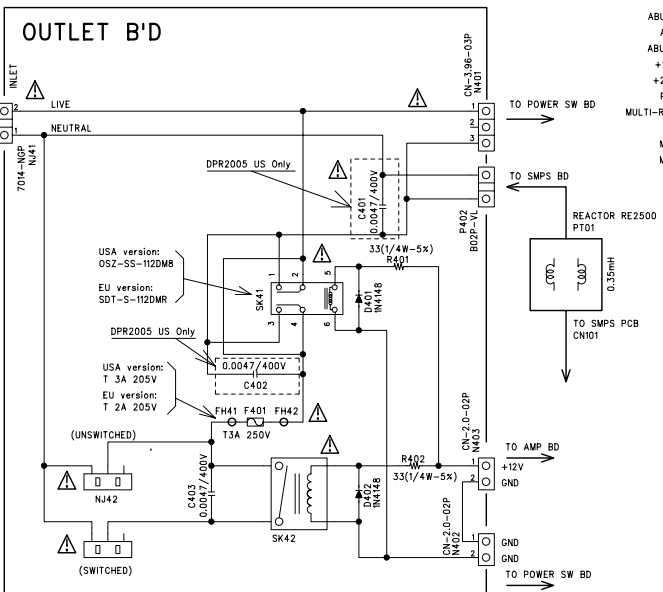 OUTLET B'D
INLET
2
1
7014-NGP
NJ41
LIVE
NEUTRAL
CN-3.96-03P
N401
1
2
3
TO POWER SW BD
ABU
A
ABU
+1
+2
MULTI-R
M
M
DPR2005 US Only
C401
0.0047/400V
TO SMPS BD
P402
B02P-VL
REACTOR RE2500
PT01
0.35mH
TO SMPS PCB
CN101
USA version:
OSZ-SS-112DM8
EU version:
SDT-S-112DMR
SK41
1
2
5
3
4
6
33(1/4W-5%)
R401
D401
1N4148
DPR2005 US Only
0.0047/400V
C402
USA version:
T 3A 205V
EU version:
T 2A 205V
FH41 F401 FH42
T3A 250V
(UNSWITCHED)
NJ42
(SWITCHED)
C403
0.0047/400V
SK42
D402
1N4148
R402
33(1/4W-5%)
CN-2.0-02P
N403
TO AMP BD
1
+12V
2
GND
CN-2.0-02P
N402
1
GND
2
GND
TO POWER SW BD